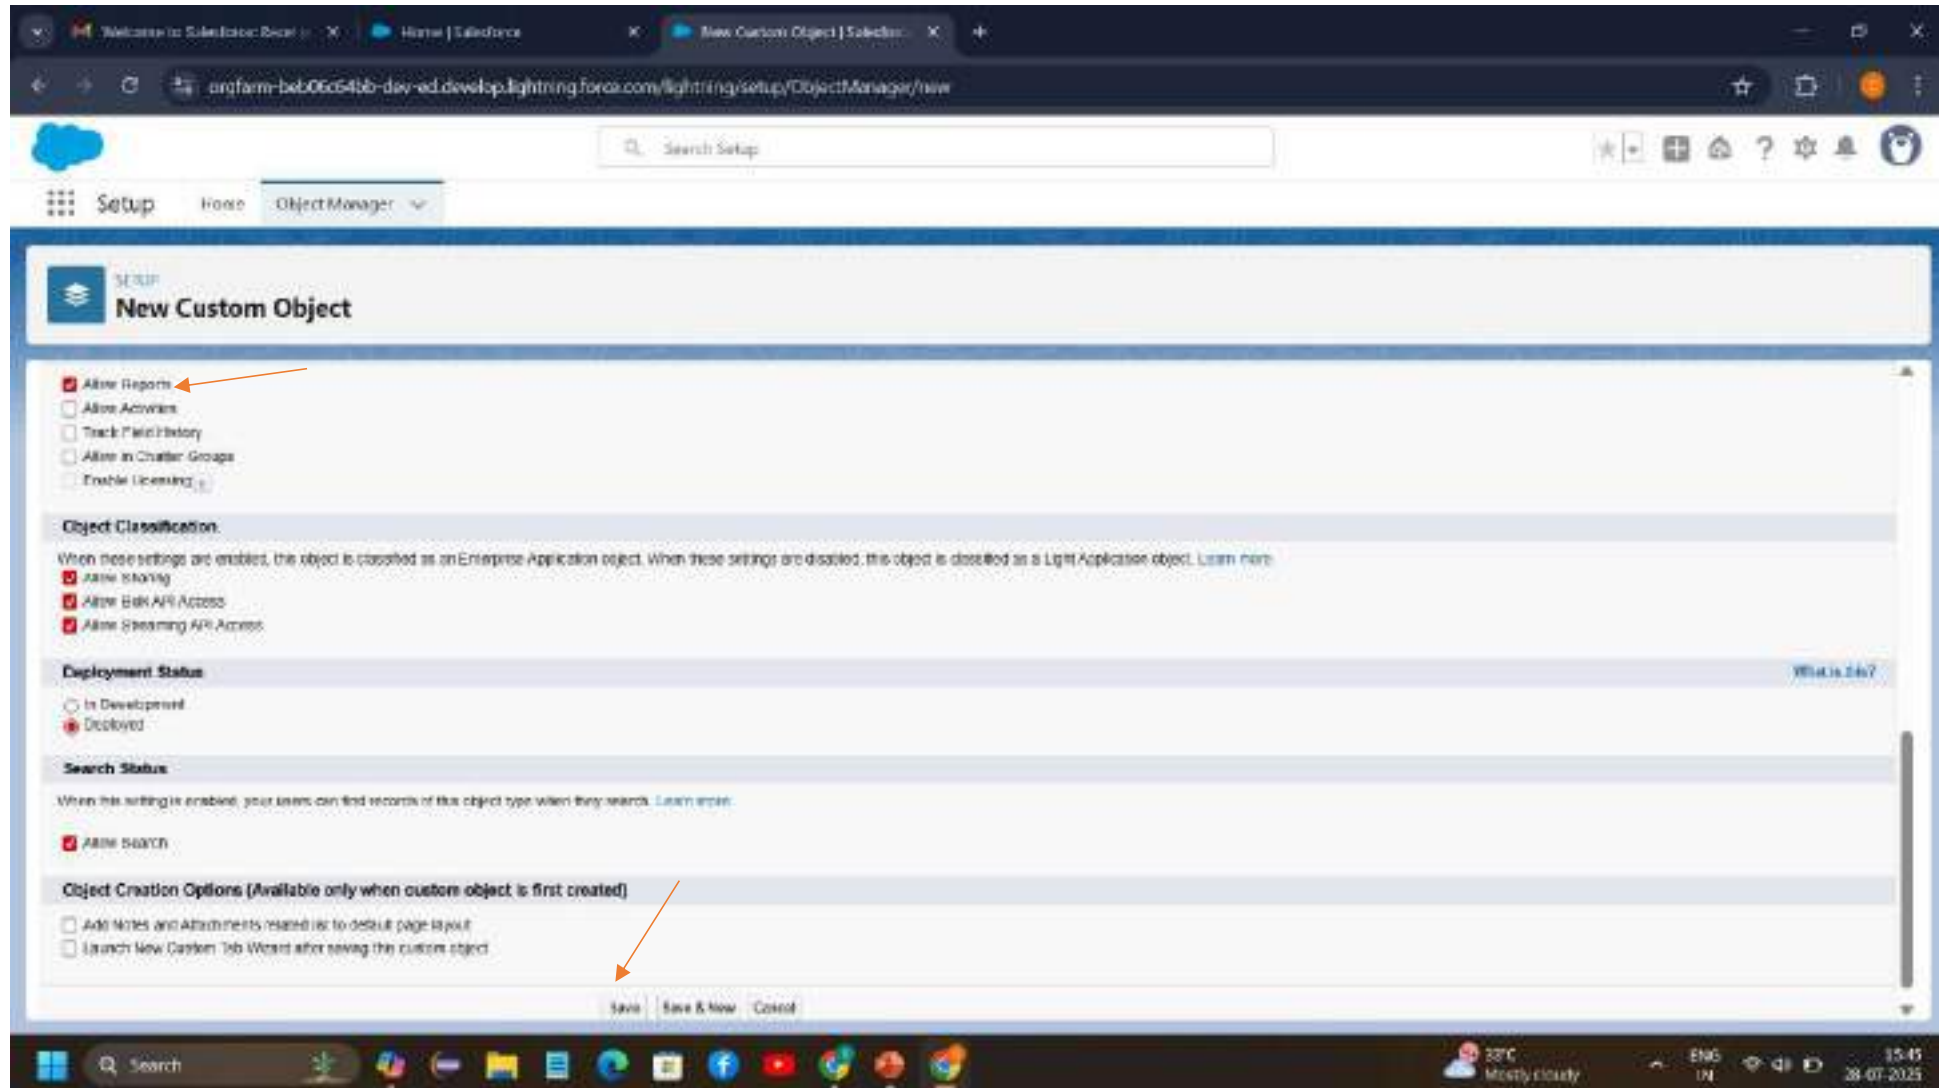 Welcome to Salesforce: Recei
Home | Salesforce
New Custom Object | Salesfor
orgfarm-beb06c64bb-dev-ed.develop.lightning.force.com/lightning/setup/ObjectManager/new
Search Setup
Setup
Home
Object Manager
SETUP
New Custom Object
Allow Reports
Allow Activities
Track Field History
Allow in Chatter Groups
Enable Licensing
Object Classification
When these settings are enabled, this object is classified as an Enterprise Application object. When these settings are disabled, this object is classified as a Light Application object. Learn more
Allow Sharing
Allow Bulk API Access
Allow Streaming API Access
Deployment Status
What is this?
In Development
Deployed
Search Status
When this setting is enabled, your users can find records of this object type when they search. Learn more
Allow Search
Object Creation Options (Available only when custom object is first created)
Add Notes and Attachments related list to default page layout
Launch New Custom Tab Wizard after saving this custom object
Save
Save & New
Cancel
Search
33°C
Mostly cloudy
ENG
IN
15:45
28-07-2025